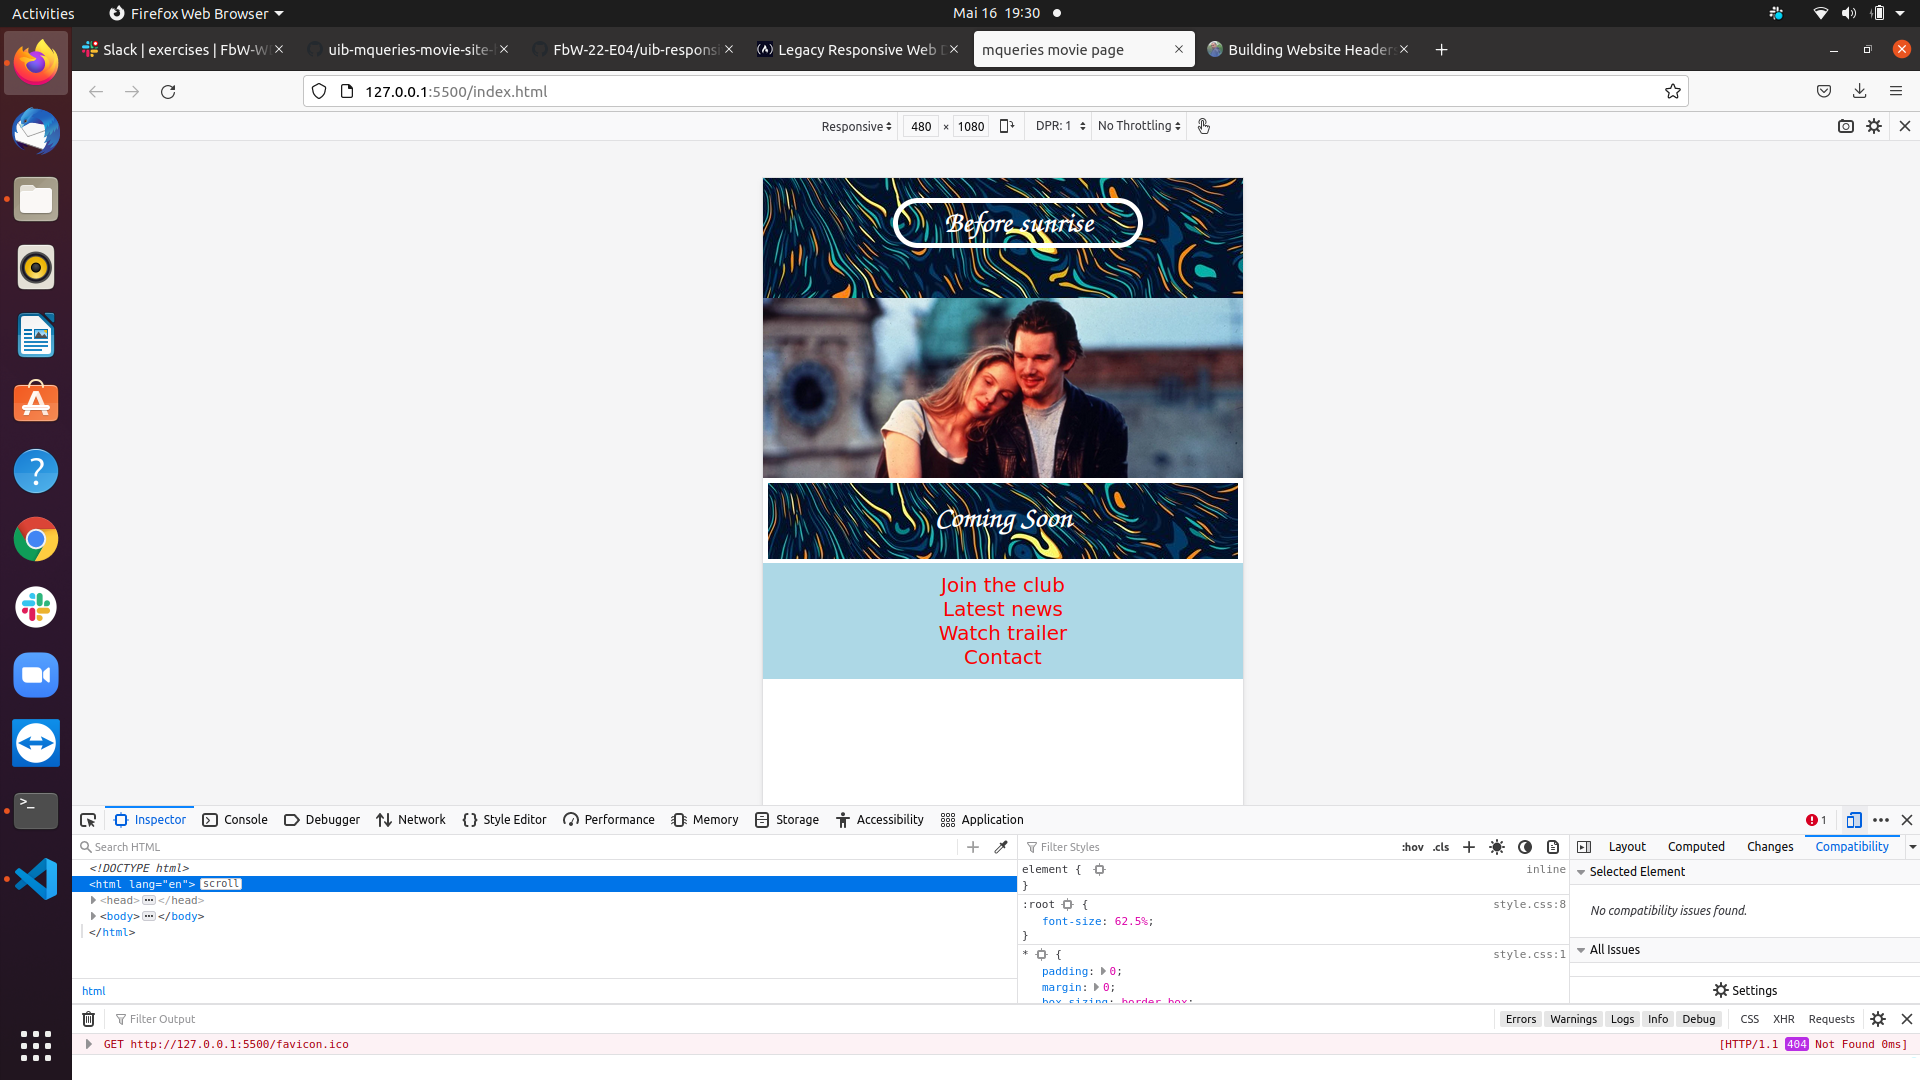 Activities
Firefox Web Browser
Mai 16 19:30
Slack | exercises | FbW-W
uib-mqueries-movie-site-
FbW-22-E04/uib-responsi
Legacy Responsive Web D
mqueries movie page
Building Website Headers
127.0.0.1:5500/index.html
Responsive
480 × 1080
DPR: 1
No Throttling
Before sunrise
Coming Soon
Join the club
Latest news
Watch trailer
Contact
Inspector
Console
Debugger
Network
Style Editor
Performance
Memory
Storage
Accessibility
Application
1
Search HTML
Filter Styles
:hov .cls
Layout
Computed
Changes
Compatibility
<!DOCTYPE html>
<html lang="en"> scroll
<head> ••• </head>
<body> ••• </body>
</html>
html
element { inline
}
:root { style.css:8
font-size: 62.5%;
}
* { style.css:1
padding: 0;
margin: 0;
box-sizing: border-box;
Selected Element
No compatibility issues found.
All Issues
Settings
Filter Output
Errors Warnings Logs Info Debug CSS XHR Requests
GET http://127.0.0.1:5500/favicon.ico [HTTP/1.1 404 Not Found 0ms]